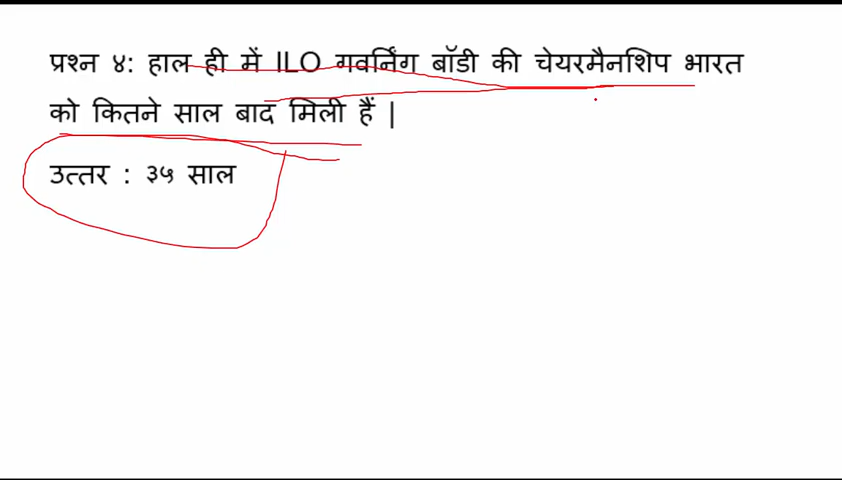 प्रश्न ४: हाल ही में ILO गवर्निंग बॉडी की चेयरमैनशिप भारत
को कितने साल बाद मिली हैं |
उत्तर : ३५ साल